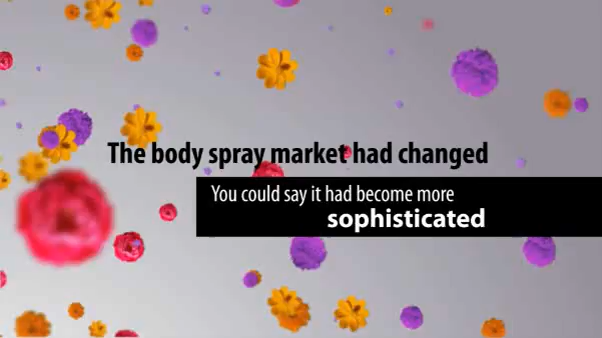 The body spray market had changed
You could say it had become more
sophisticated